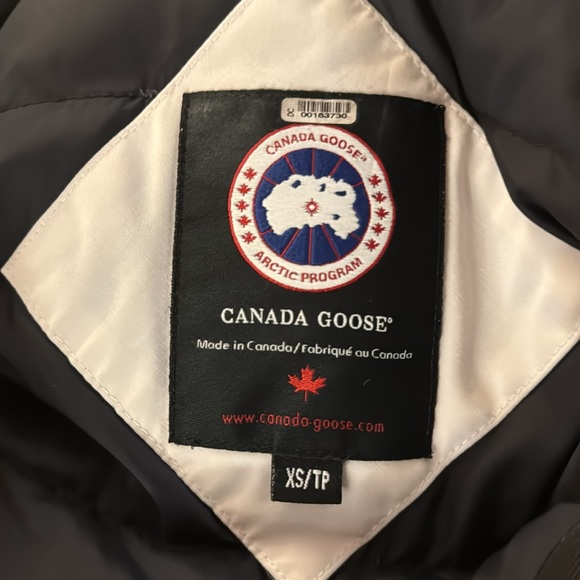 DC
00163730
CANADA GOOSE®
ARCTIC PROGRAM
CANADA GOOSE®
Made in Canada/Fabriqué au Canada
www.canada-goose.com
XS/TP